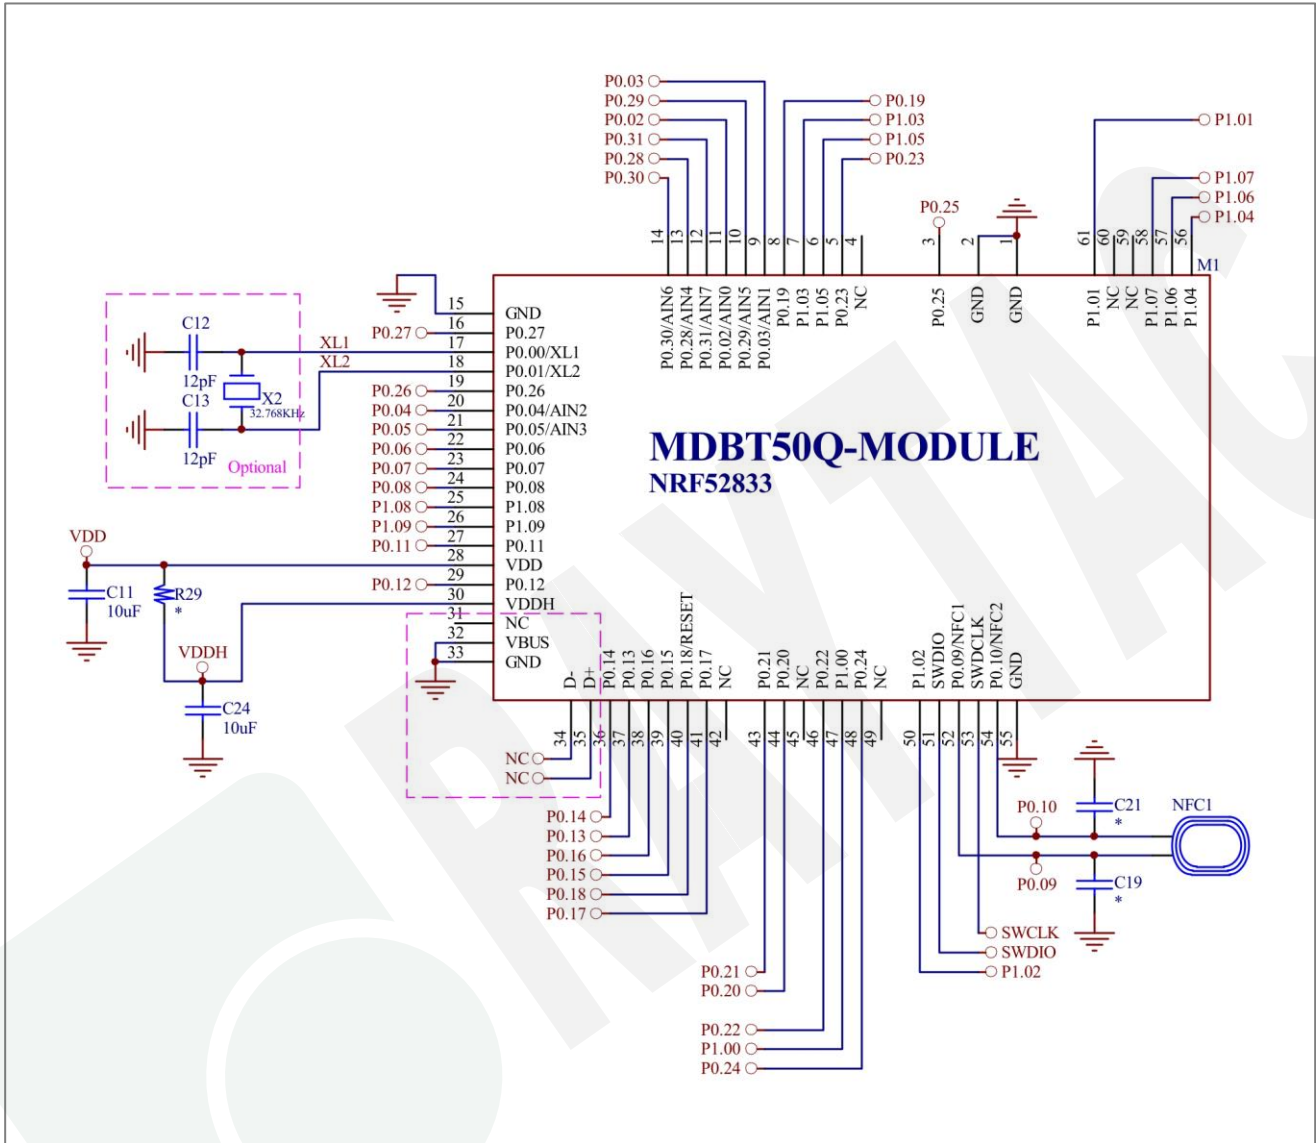 P0.03
P0.29
P0.02
P0.31
P0.28
P0.30
P0.19
P1.03
P1.05
P0.23
P1.01
P1.07
P1.06
P1.04
P0.25
14 13 12 11 10 9 8 7 6 5 4 3 2 1 61 60 59 58 57 56
M1
P0.30/AIN6
P0.28/AIN4
P0.31/AIN7
P0.02/AIN0
P0.29/AIN5
P0.03/AIN1
P0.19
P1.03
P1.05
P0.23
NC
P0.25
GND
GND
P1.01
NC
NC
P1.07
P1.06
P1.04
15 GND
P0.27 16 P0.27
XL1 17 P0.00/XL1
XL2 18 P0.01/XL2
P0.26 19 P0.26
P0.04 20 P0.04/AIN2
P0.05 21 P0.05/AIN3
P0.06 22 P0.06
P0.07 23 P0.07
P0.08 24 P0.08
P1.08 25 P1.08
P1.09 26 P1.09
P0.11 27 P0.11
28 VDD
P0.12 29 P0.12
30 VDDH
31 NC
32 VBUS
33 GND
C12
12pF
X2
32.768KHz
C13
12pF
Optional
MDBT50Q-MODULE
NRF52833
VDD
C11
10uF
R29
*
VDDH
C24
10uF
D-
D+
P0.14
P0.13
P0.16
P0.15
P0.18/RESET
P0.17
NC
P0.21
P0.20
NC
P0.22
P1.00
P0.24
NC
P1.02
SWDIO
P0.09/NFC1
SWDCLK
P0.10/NFC2
GND
34 35 36 37 38 39 40 41 42 43 44 45 46 47 48 49 50 51 52 53 54 55
NC
NC
P0.14
P0.13
P0.16
P0.15
P0.18
P0.17
P0.21
P0.20
P0.22
P1.00
P0.24
P0.10
C21
*
NFC1
P0.09
C19
*
SWCLK
SWDIO
P1.02
RAYTAC